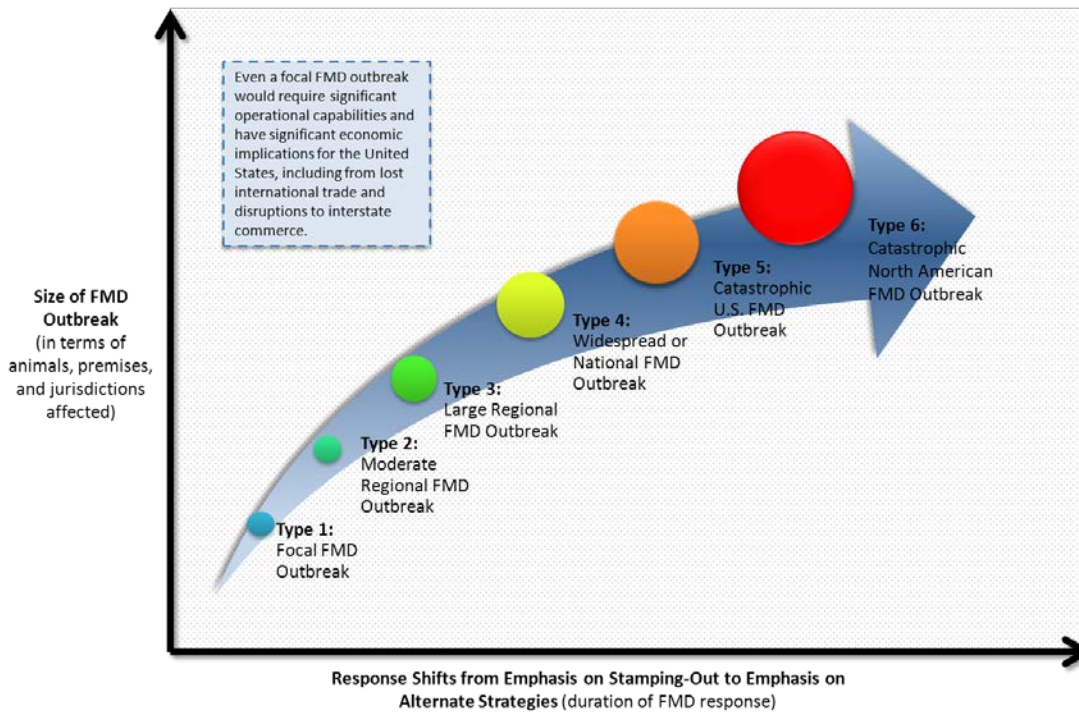 Even a focal FMD outbreak
would require significant
operational capabilities and
have significant economic
implications for the United
States, including from lost
international trade and
disruptions to interstate
commerce.
Size of FMD
Outbreak
(in terms of
animals, premises,
and jurisdictions
affected)
Type 1:
Focal FMD
Outbreak
Type 2:
Moderate
Regional FMD
Outbreak
Type 3:
Large Regional
FMD Outbreak
Type 4:
Widespread or
National FMD
Outbreak
Type 5:
Catastrophic
U.S. FMD
Outbreak
Type 6:
Catastrophic
North American
FMD Outbreak
Response Shifts from Emphasis on Stamping-Out to Emphasis on
Alternate Strategies (duration of FMD response)